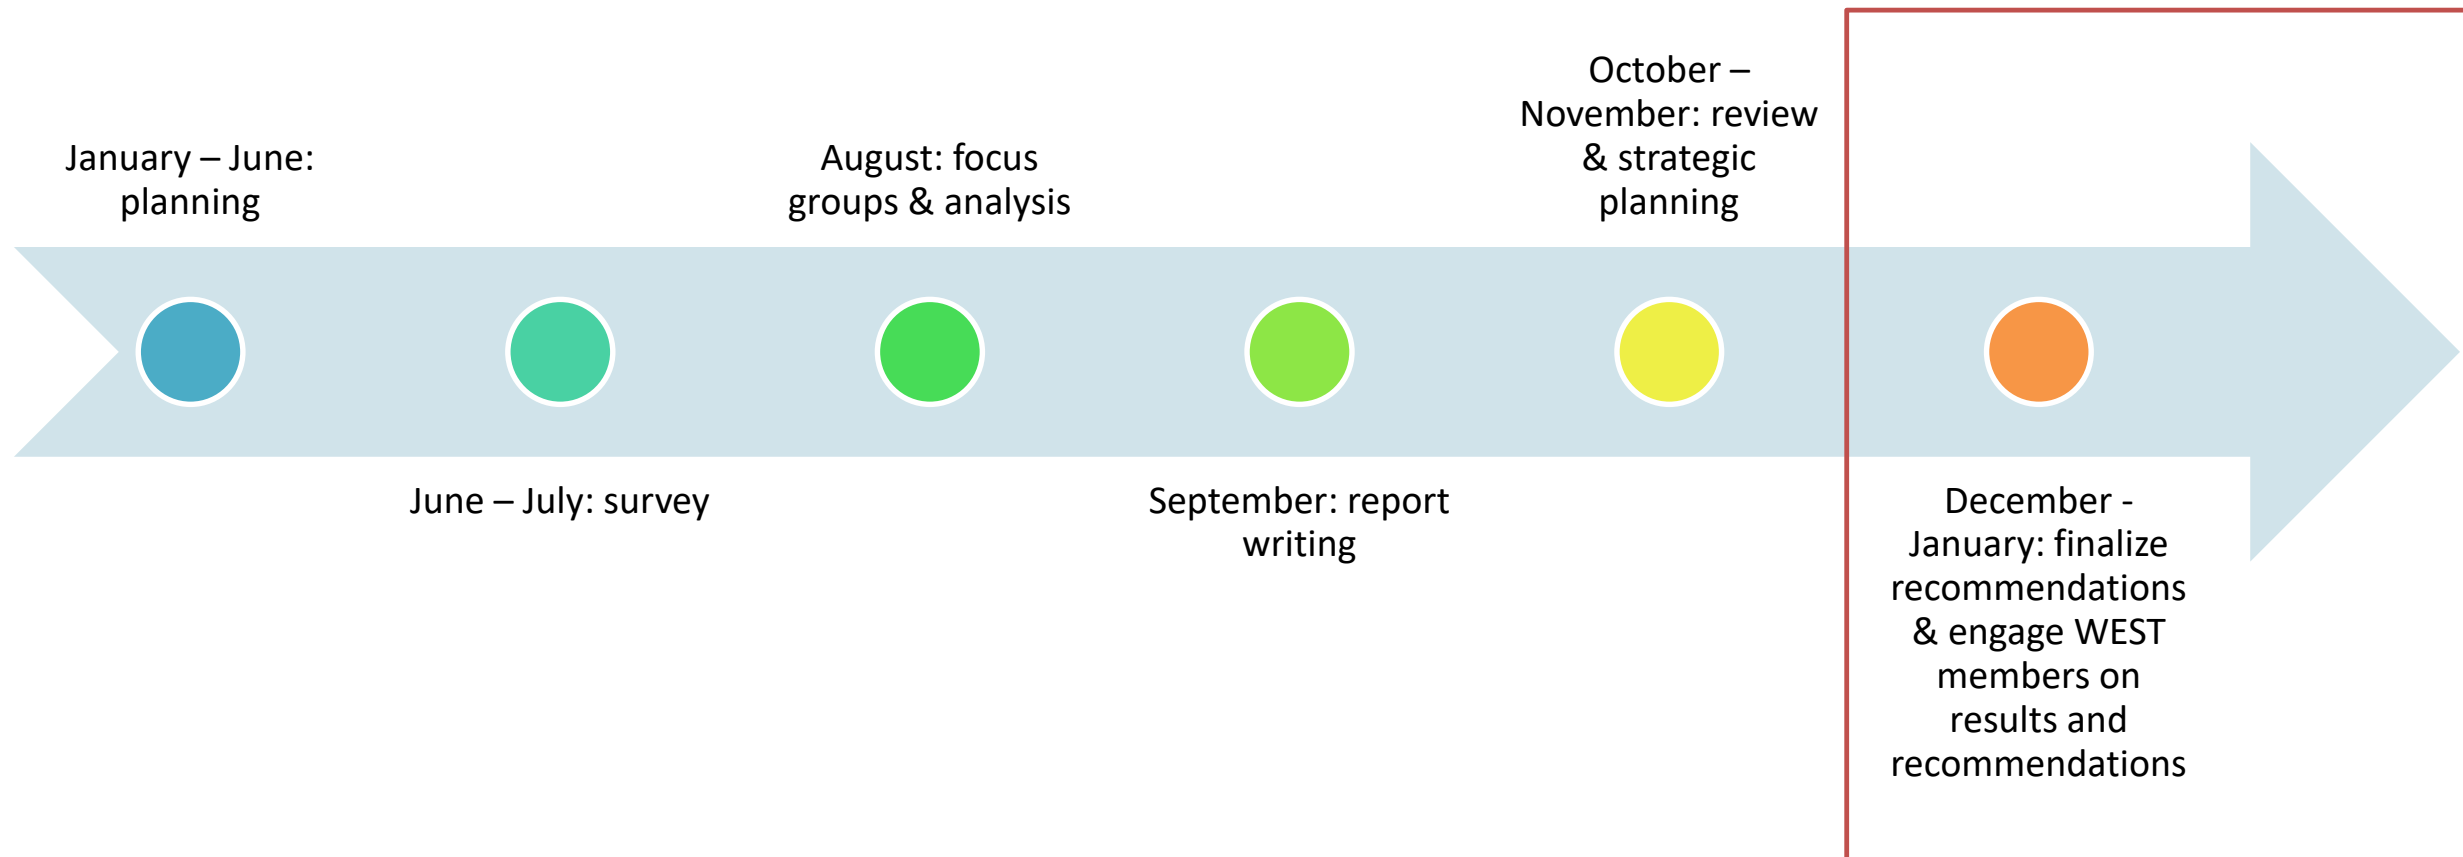 January – June:
planning
June – July: survey
August: focus
groups & analysis
September: report
writing
October –
November: review
& strategic
planning
December -
January: finalize
recommendations
& engage WEST
members on
results and
recommendations